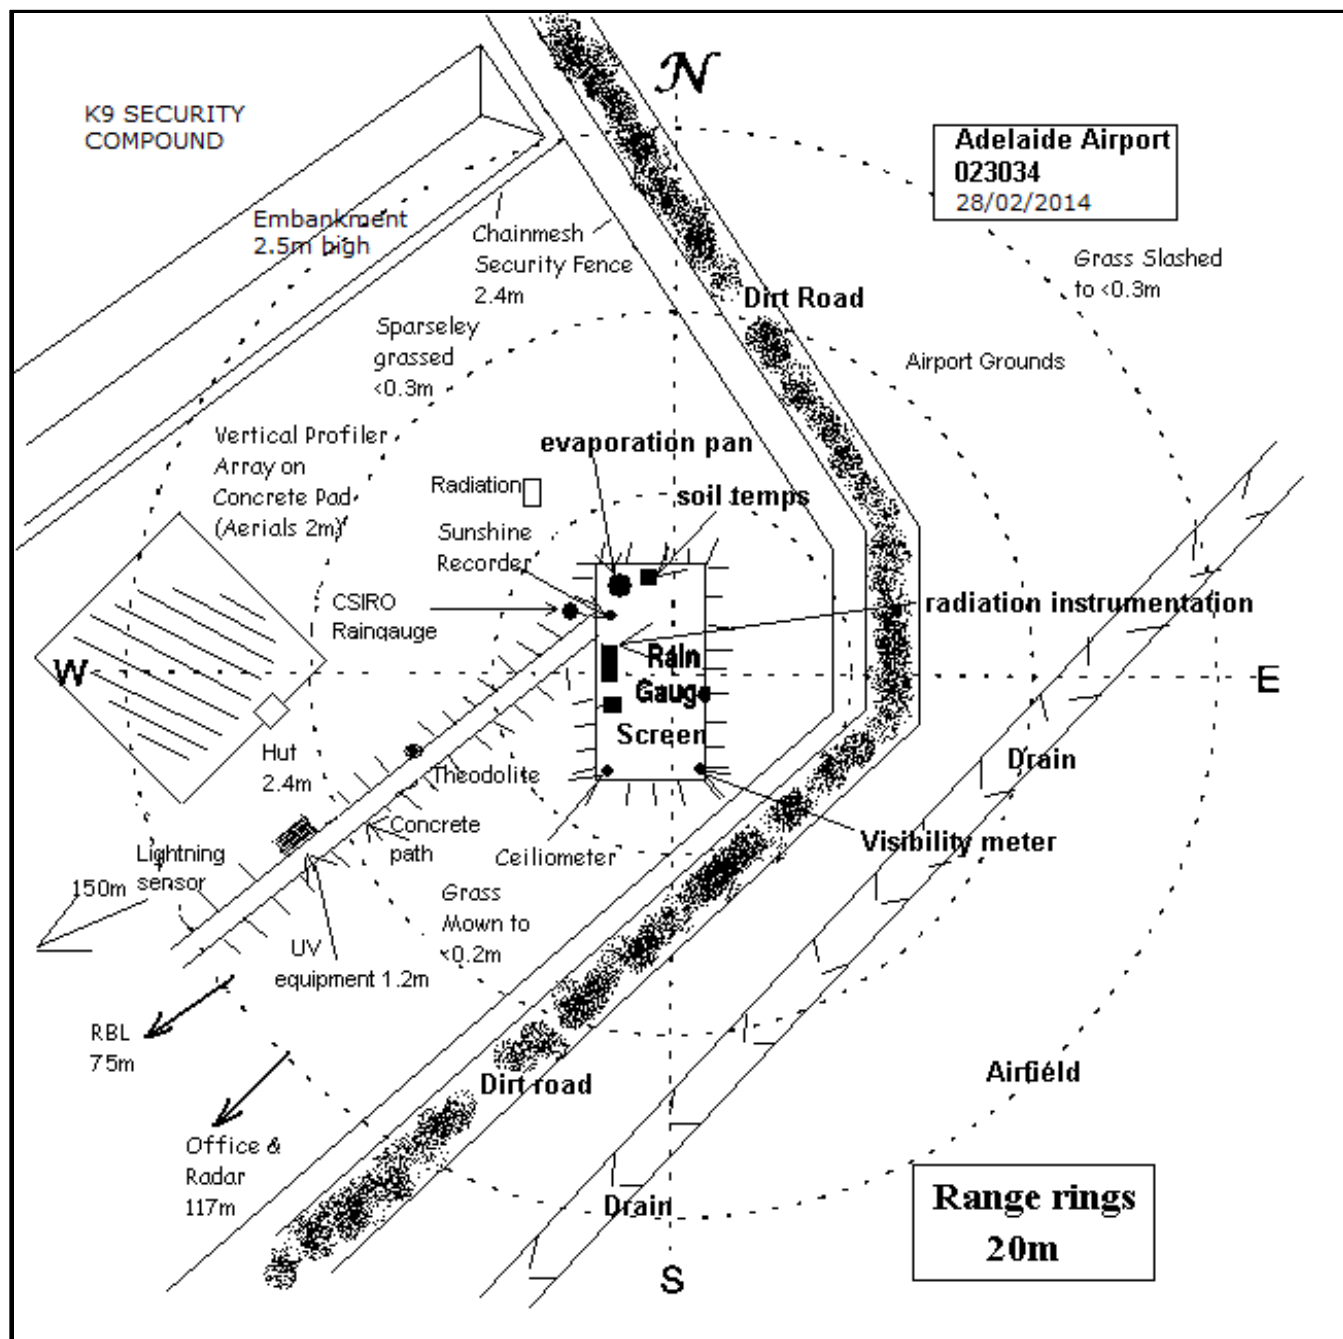 N
K9 SECURITY
COMPOUND
Adelaide Airport
023034
28/02/2014
Embankment
2.5m high
Chainmesh
Security Fence
2.4m
Grass Slashed
to <0.3m
Dirt Road
Sparseley
grassed
<0.3m
Airport Grounds
Vertical Profiler
Array on
Concrete Pad
(Aerials 2m)
evaporation pan
Radiation
soil temps
Sunshine
Recorder
CSIRO
Raingauge
radiation instrumentation
W
Rain
Gauge
E
Screen
Hut
2.4m
Theodolite
Drain
Concrete
path
Ceiliometer
Visibility meter
Lightning
sensor
150m
Grass
Mown to
<0.2m
UV
equipment 1.2m
RBL
75m
Airfield
Dirt road
Office &
Radar
117m
Drain
Range rings
20m
S